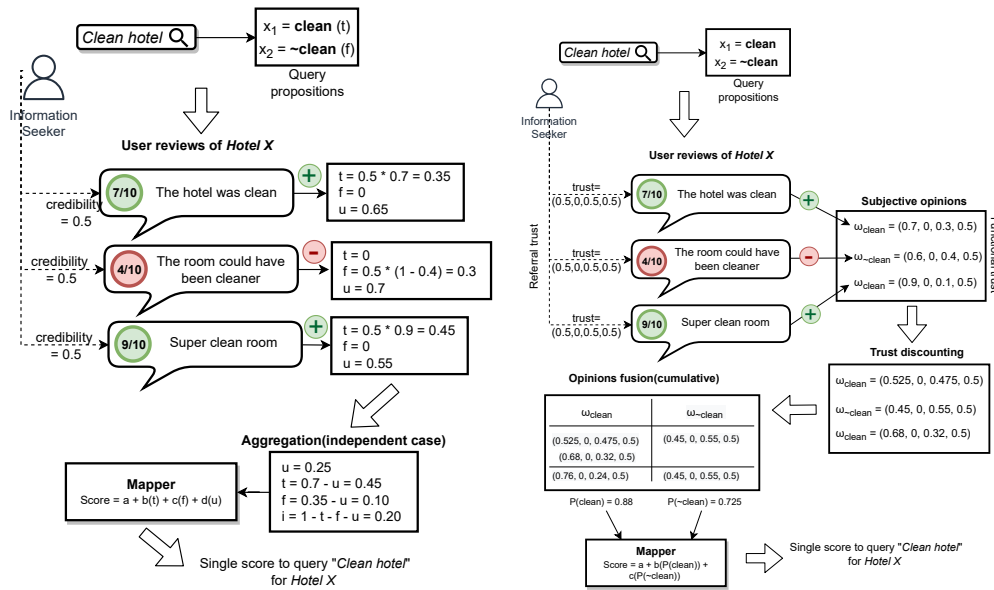 Clean hotel
x1 = clean (t)
x2 = ~clean (f)
Query
propositions
Information
Seeker
User reviews of Hotel X
credibility
= 0.5
7/10
The hotel was clean
+
t = 0.5 * 0.7 = 0.35
f = 0
u = 0.65
credibility
= 0.5
4/10
The room could have
been cleaner
-
t = 0
f = 0.5 * (1 - 0.4) = 0.3
u = 0.7
credibility
= 0.5
9/10
Super clean room
+
t = 0.5 * 0.9 = 0.45
f = 0
u = 0.55
Aggregation(independent case)
u = 0.25
t = 0.7 - u = 0.45
f = 0.35 - u = 0.10
i = 1 - t - f - u = 0.20
Mapper
Score = a + b(t) + c(f) + d(u)
Single score to query "Clean hotel"
for Hotel X
Clean hotel
x1 = clean
x2 = ~clean
Query
propositions
Information
Seeker
Referral trust
User reviews of Hotel X
trust=
(0.5,0,0.5,0.5)
7/10
The hotel was clean
+
trust=
(0.5,0,0.5,0.5)
4/10
The room could have
been cleaner
-
trust=
(0.5,0,0.5,0.5)
9/10
Super clean room
+
Subjective opinions
ωclean = (0.7, 0, 0.3, 0.5)
ω~clean = (0.6, 0, 0.4, 0.5)
ωclean = (0.9, 0, 0.1, 0.5)
Trust discounting
ωclean = (0.525, 0, 0.475, 0.5)
ω~clean = (0.45, 0, 0.55, 0.5)
ωclean = (0.68, 0, 0.32, 0.5)
Opinions fusion(cumulative)
ωclean
ω~clean
(0.525, 0, 0.475, 0.5)
(0.45, 0, 0.55, 0.5)
(0.68, 0, 0.32, 0.5)
(0.76, 0, 0.24, 0.5)
(0.45, 0, 0.55, 0.5)
P(clean) = 0.88
P(~clean) = 0.725
Mapper
Score = a + b(P(clean)) +
c(P(~clean))
Single score to query "Clean hotel"
for Hotel X